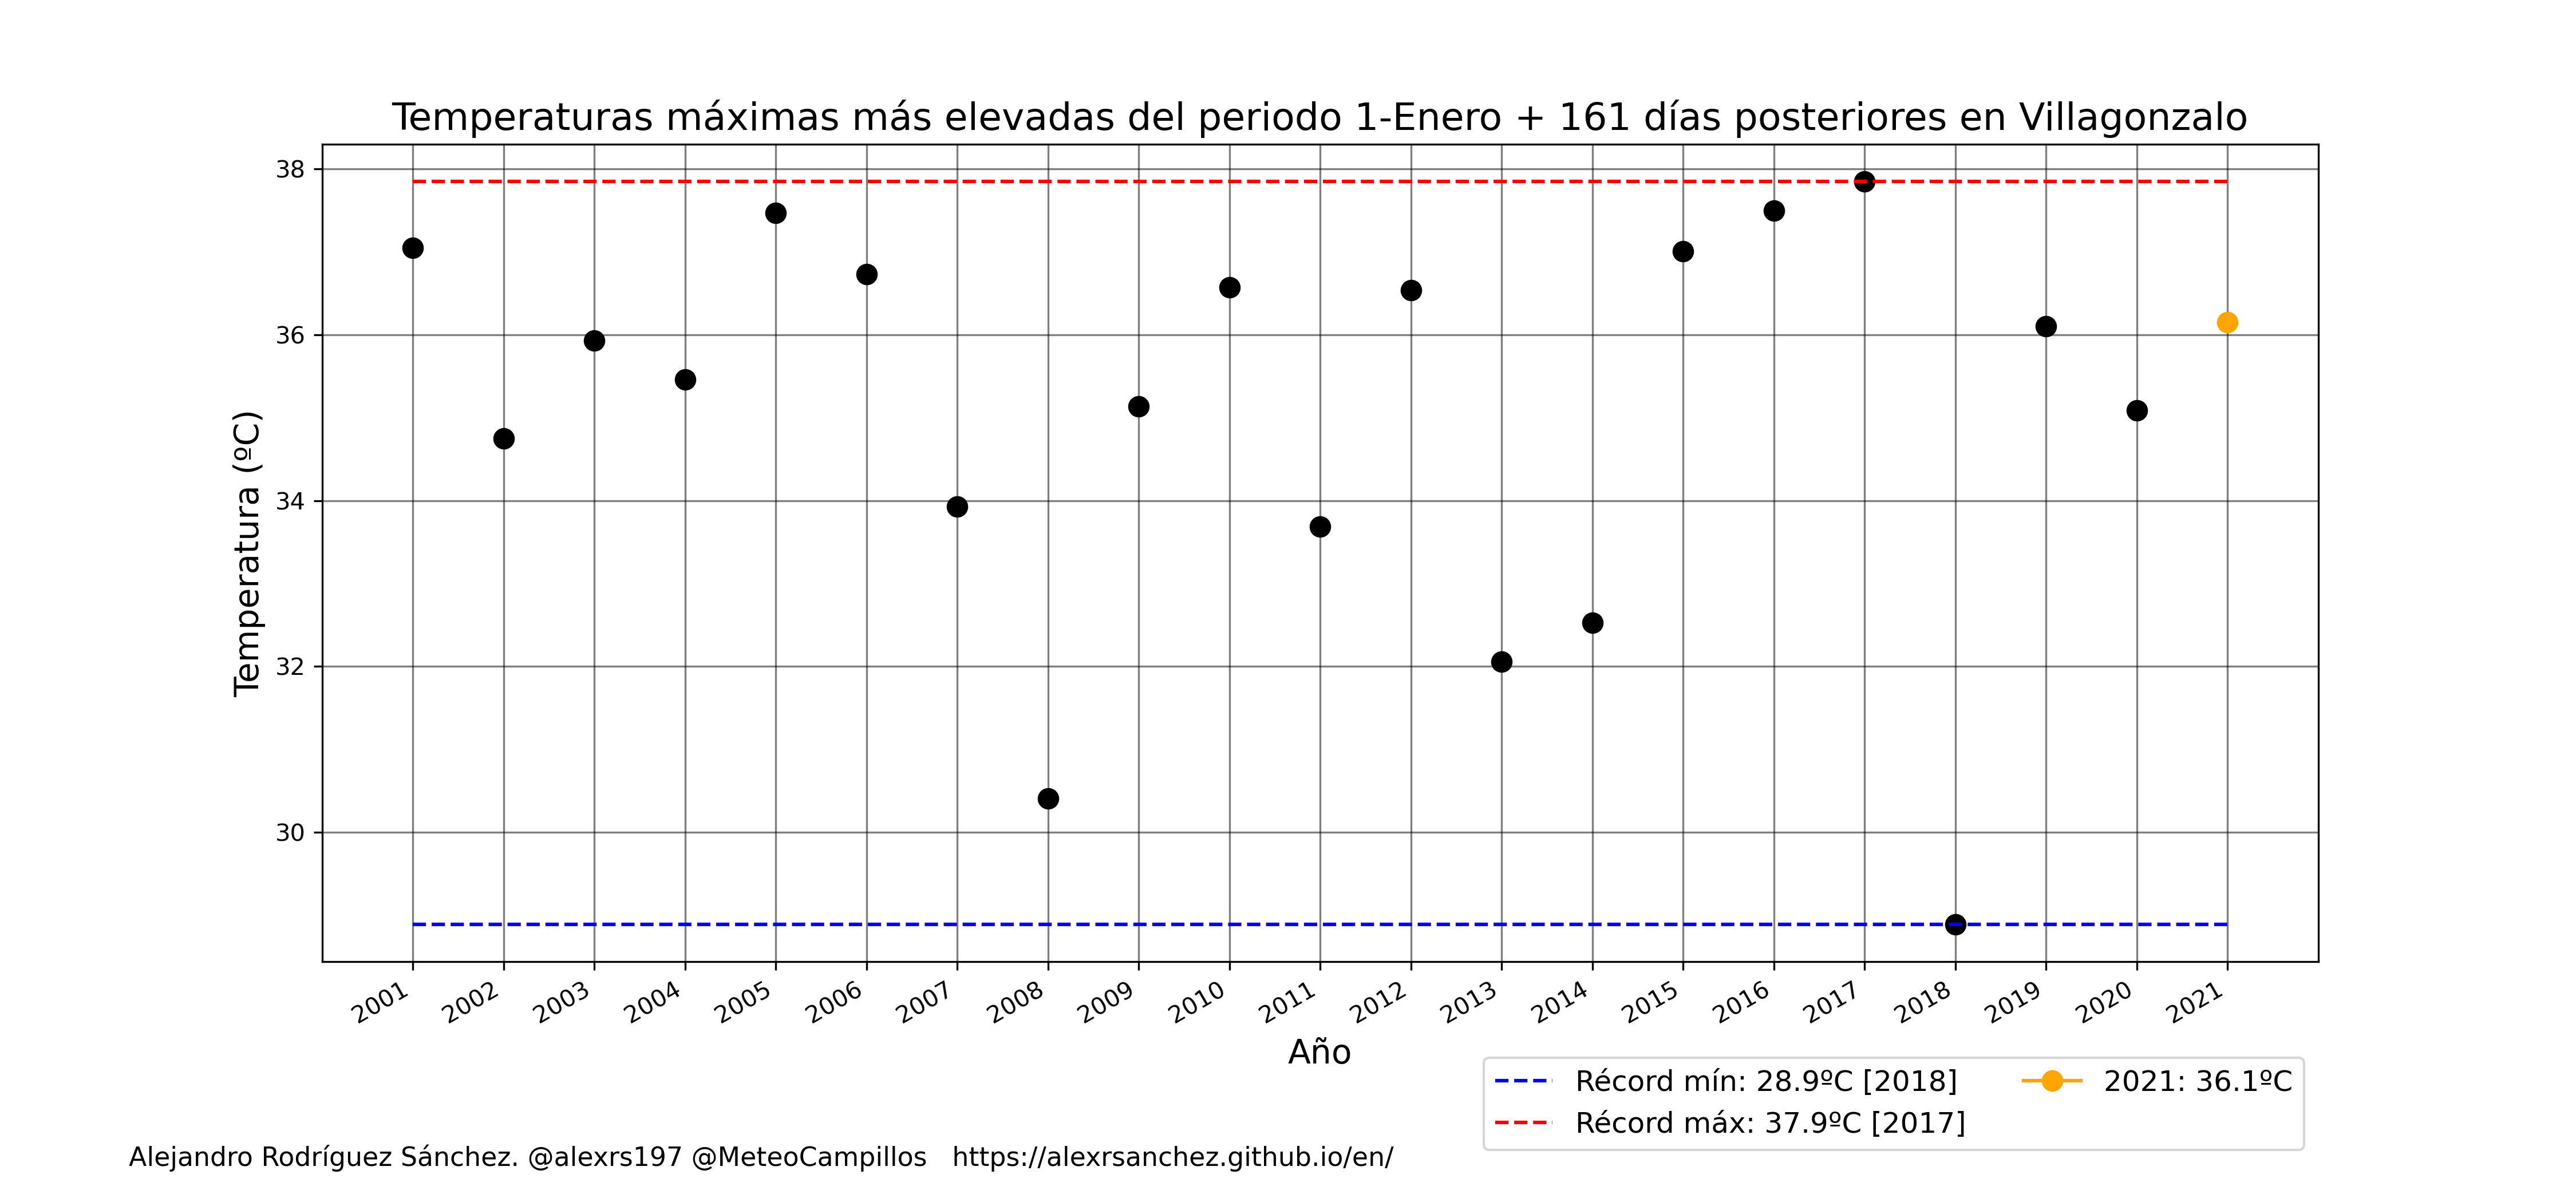 Temperaturas máximas más elevadas del periodo 1-Enero + 161 días posteriores en Villagonzalo
Temperatura (ºC)
38
36
34
32
30
2001 2002 2003 2004 2005 2006 2007 2008 2009 2010 2011 2012 2013 2014 2015 2016 2017 2018 2019 2020 2021
Año
Récord mín: 28.9ºC [2018]
Récord máx: 37.9ºC [2017]
2021: 36.1ºC
Alejandro Rodríguez Sánchez. @alexrs197 @MeteoCampillos https://alexrsanchez.github.io/en/